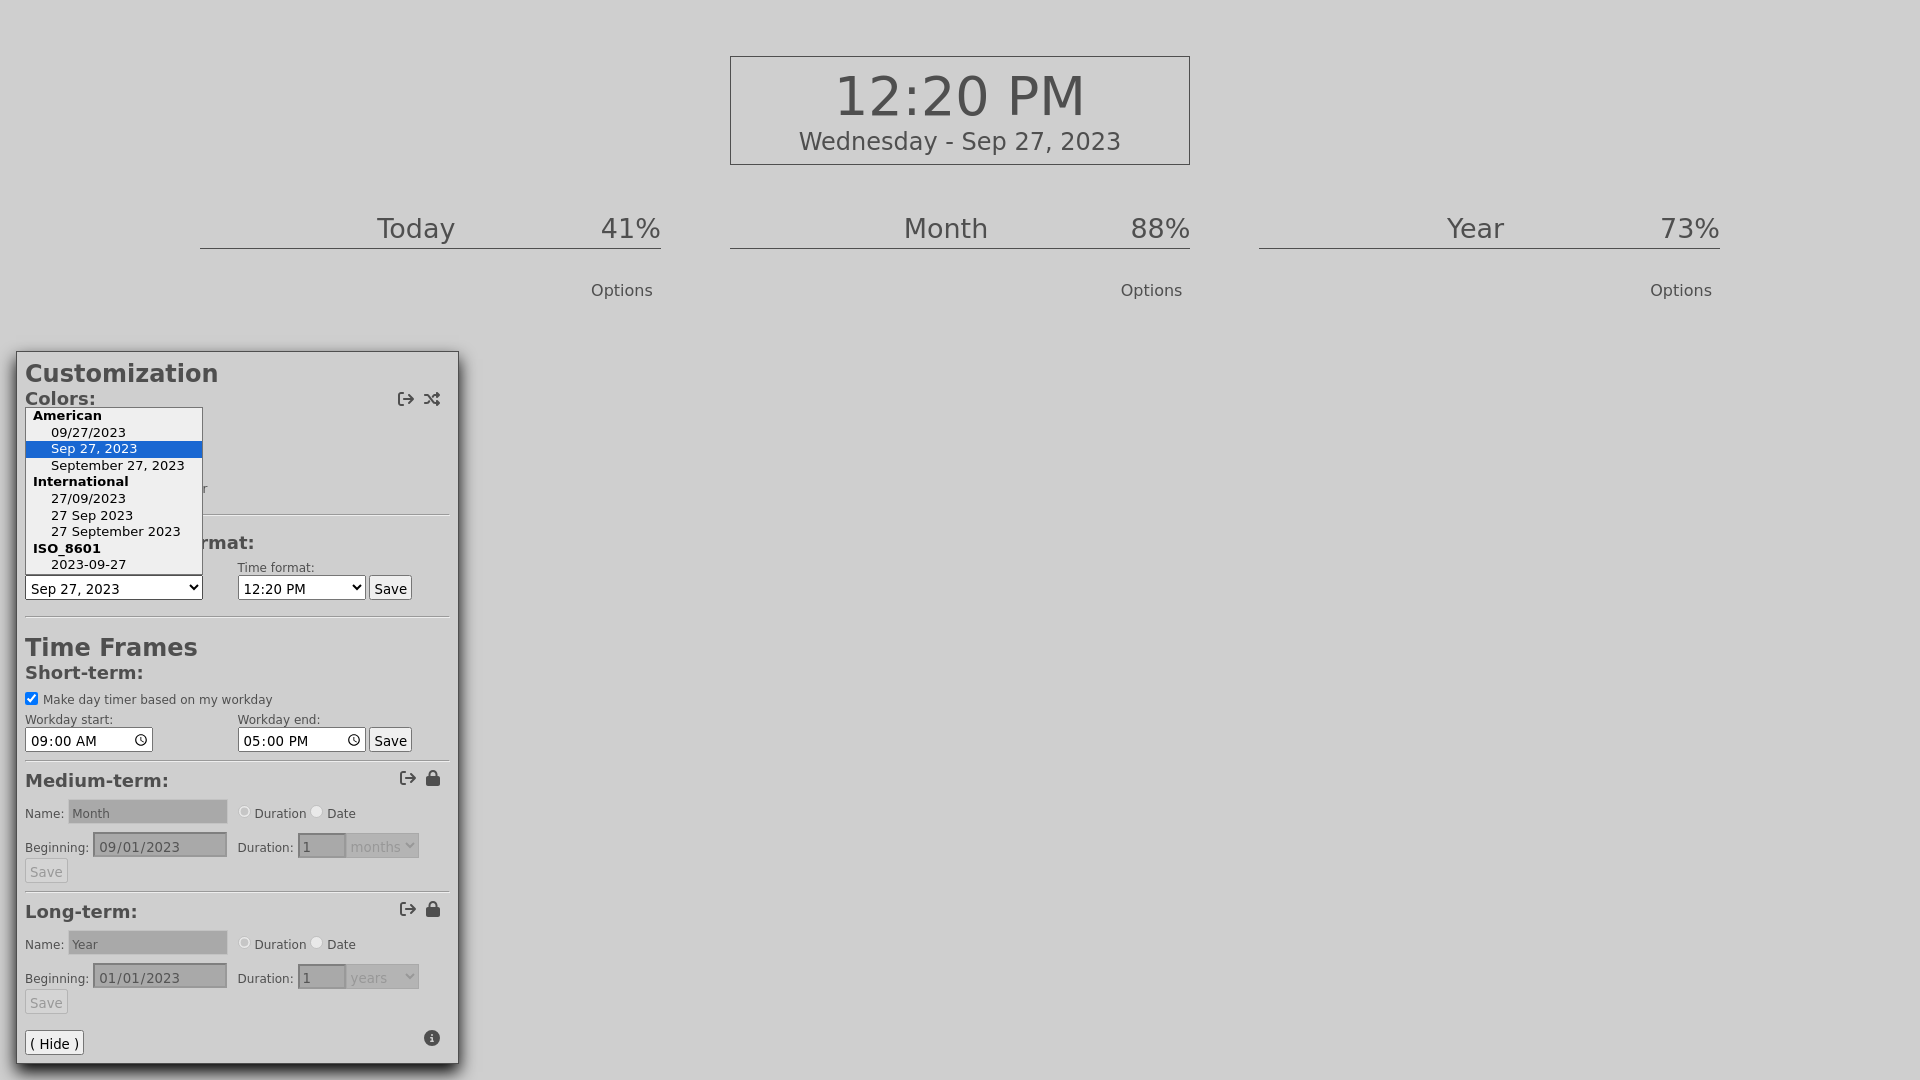 12:20 PM
Wednesday - Sep 27, 2023
Today 41%
Month 88%
Year 73%
Options
Options
Options
Customization
Colors:
American
09/27/2023
Sep 27, 2023
September 27, 2023
International
27/09/2023
27 Sep 2023
27 September 2023
ISO_8601
2023-09-27
r
rmat:
Time format:
Sep 27, 2023
12:20 PM
Save
Time Frames
Short-term:
Make day timer based on my workday
Workday start:
Workday end:
09:00 AM
05:00 PM
Save
Medium-term:
Name: Month
Duration Date
Beginning: 09/01/2023
Duration: 1 months
Save
Long-term:
Name: Year
Duration Date
Beginning: 01/01/2023
Duration: 1 years
Save
( Hide )